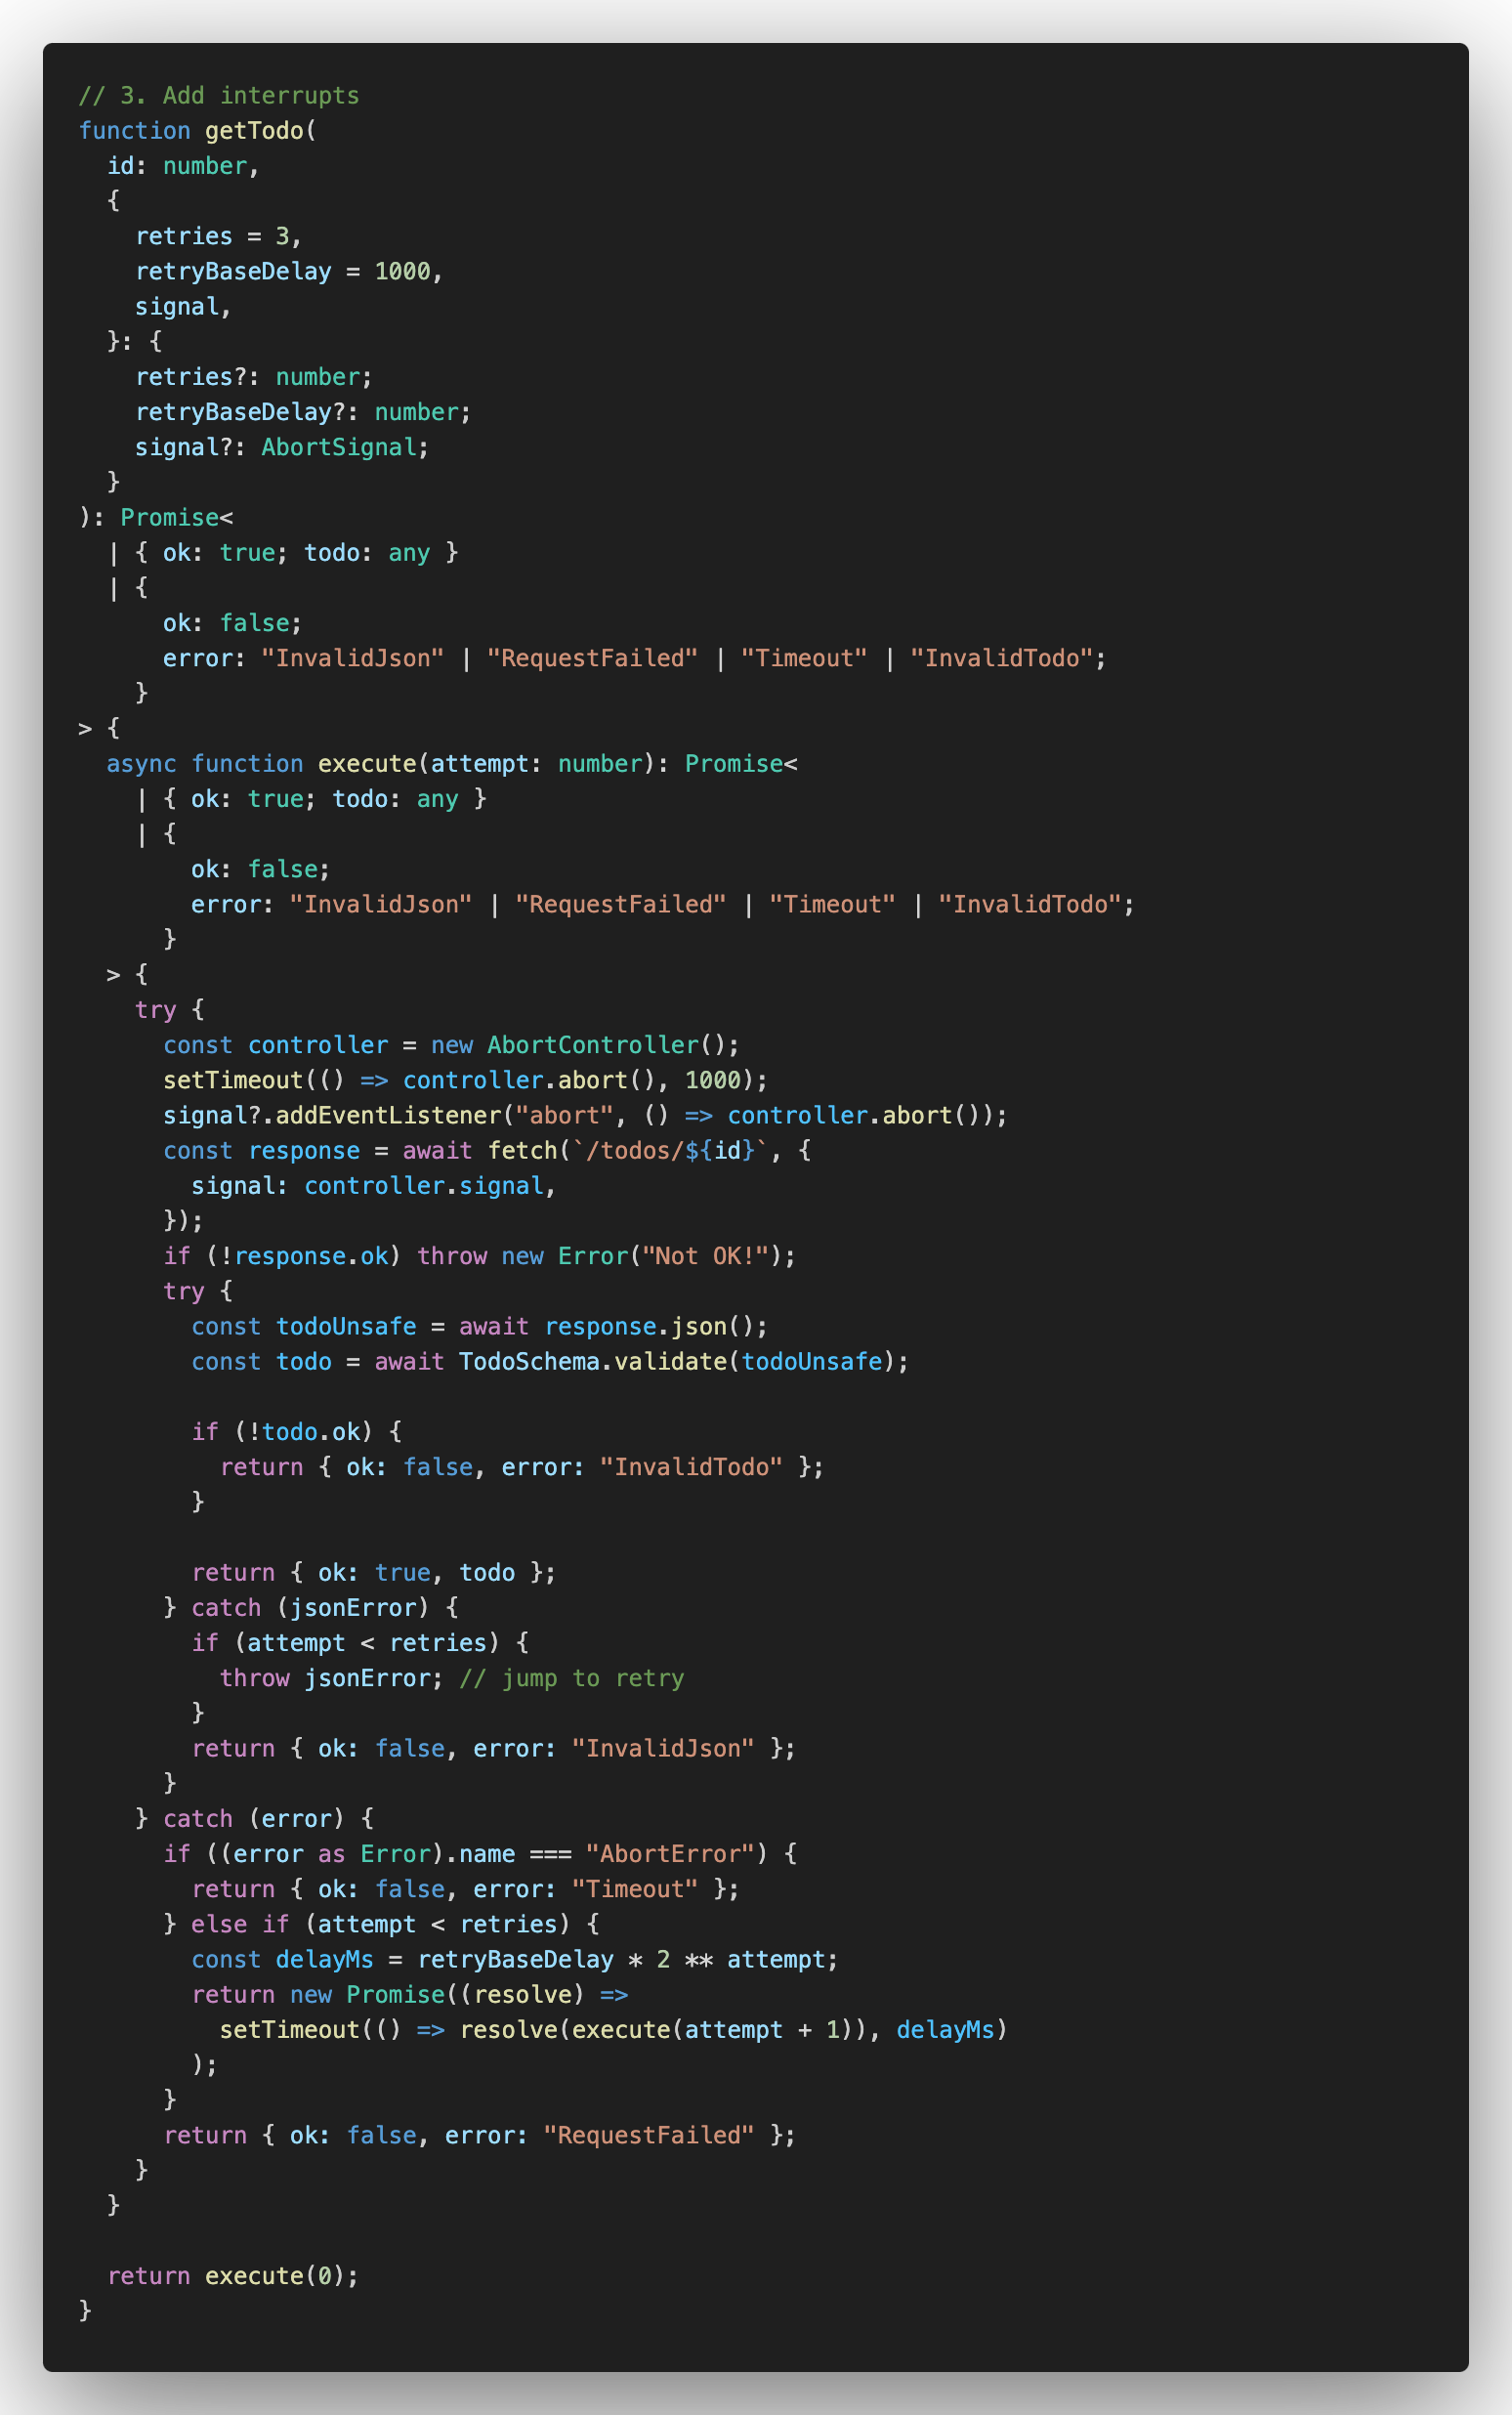 // 3. Add interrupts
function getTodo(
  id: number,
  {
    retries = 3,
    retryBaseDelay = 1000,
    signal,
  }: {
    retries?: number;
    retryBaseDelay?: number;
    signal?: AbortSignal;
  }
): Promise<
  | { ok: true; todo: any }
  | {
      ok: false;
      error: "InvalidJson" | "RequestFailed" | "Timeout" | "InvalidTodo";
    }
> {
  async function execute(attempt: number): Promise<
    | { ok: true; todo: any }
    | {
        ok: false;
        error: "InvalidJson" | "RequestFailed" | "Timeout" | "InvalidTodo";
      }
  > {
    try {
      const controller = new AbortController();
      setTimeout(() => controller.abort(), 1000);
      signal?.addEventListener("abort", () => controller.abort());
      const response = await fetch(`/todos/${id}`, {
        signal: controller.signal,
      });
      if (!response.ok) throw new Error("Not OK!");
      try {
        const todoUnsafe = await response.json();
        const todo = await TodoSchema.validate(todoUnsafe);

        if (!todo.ok) {
          return { ok: false, error: "InvalidTodo" };
        }

        return { ok: true, todo };
      } catch (jsonError) {
        if (attempt < retries) {
          throw jsonError; // jump to retry
        }
        return { ok: false, error: "InvalidJson" };
      }
    } catch (error) {
      if ((error as Error).name === "AbortError") {
        return { ok: false, error: "Timeout" };
      } else if (attempt < retries) {
        const delayMs = retryBaseDelay * 2 ** attempt;
        return new Promise((resolve) =>
          setTimeout(() => resolve(execute(attempt + 1)), delayMs)
        );
      }
      return { ok: false, error: "RequestFailed" };
    }
  }

  return execute(0);
}